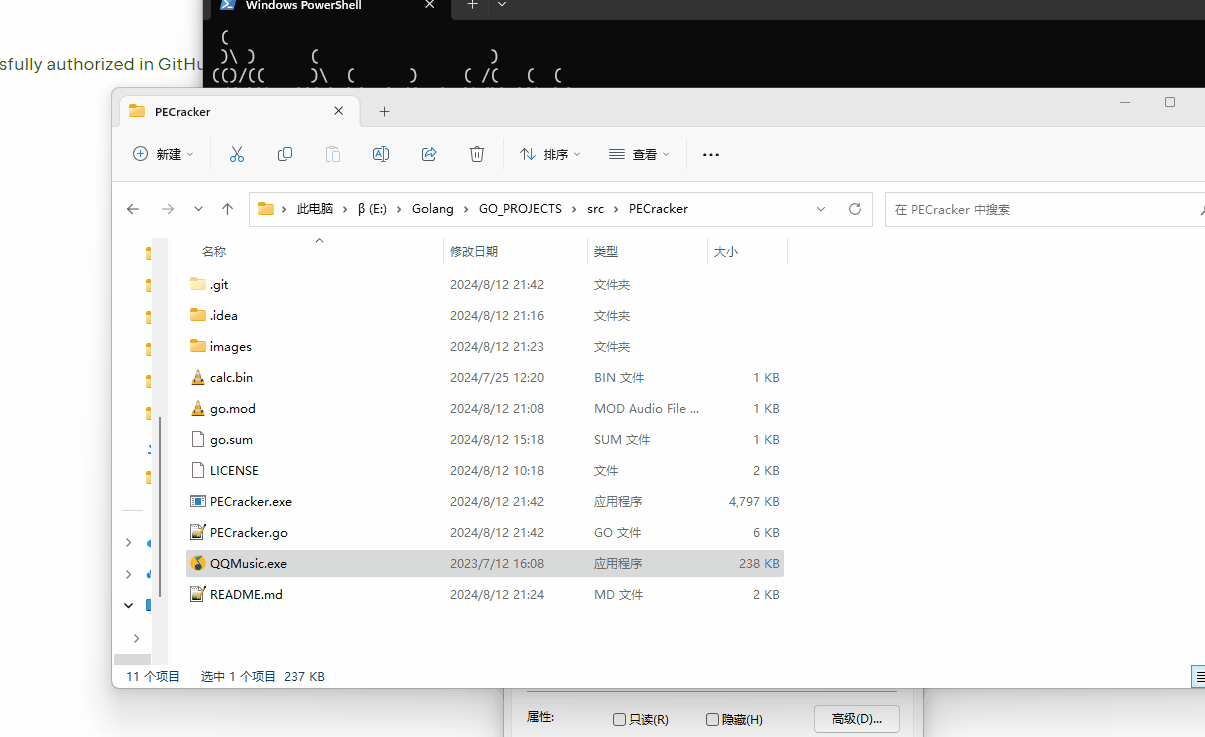 Windows PowerShell
sfully authorized in GitHu
PECracker
新建
排序
查看
此电脑 > β (E:) > Golang > GO_PROJECTS > src > PECracker
在 PECracker 中搜索
名称 修改日期 类型 大小
.git 2024/8/12 21:42 文件夹
.idea 2024/8/12 21:16 文件夹
images 2024/8/12 21:23 文件夹
calc.bin 2024/7/25 12:20 BIN 文件 1 KB
go.mod 2024/8/12 21:08 MOD Audio File ... 1 KB
go.sum 2024/8/12 15:18 SUM 文件 1 KB
LICENSE 2024/8/12 10:18 文件 2 KB
PECracker.exe 2024/8/12 21:42 应用程序 4,797 KB
PECracker.go 2024/8/12 21:42 GO 文件 6 KB
QQMusic.exe 2023/7/12 16:08 应用程序 238 KB
README.md 2024/8/12 21:24 MD 文件 2 KB
11 个项目 选中 1 个项目 237 KB
属性: 只读(R) 隐藏(H) 高级(D)...